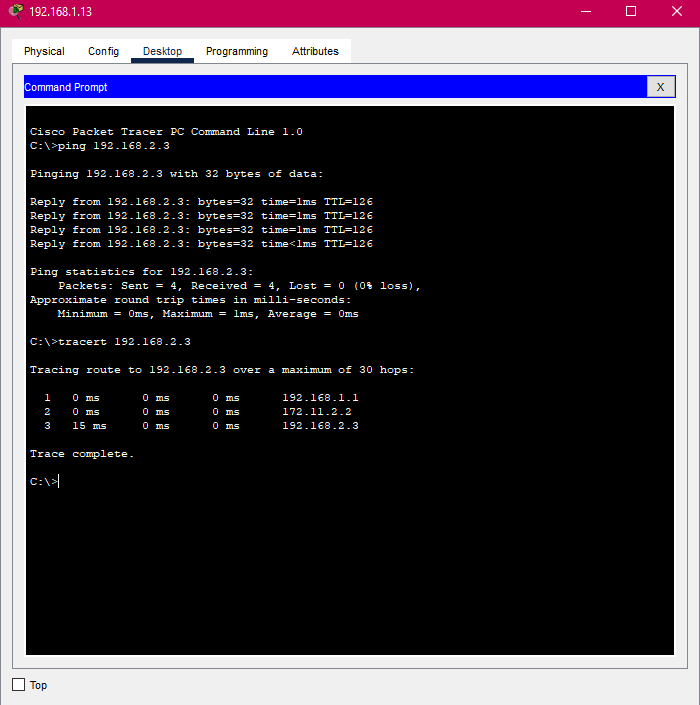 192.168.1.13
Physical Config Desktop Programming Attributes
Command Prompt X
Cisco Packet Tracer PC Command Line 1.0
C:\>ping 192.168.2.3
Pinging 192.168.2.3 with 32 bytes of data:
Reply from 192.168.2.3: bytes=32 time=1ms TTL=126
Reply from 192.168.2.3: bytes=32 time=1ms TTL=126
Reply from 192.168.2.3: bytes=32 time=1ms TTL=126
Reply from 192.168.2.3: bytes=32 time<1ms TTL=126
Ping statistics for 192.168.2.3:
Packets: Sent = 4, Received = 4, Lost = 0 (0% loss),
Approximate round trip times in milli-seconds:
Minimum = 0ms, Maximum = 1ms, Average = 0ms
C:\>tracert 192.168.2.3
Tracing route to 192.168.2.3 over a maximum of 30 hops:
1 0 ms 0 ms 0 ms 192.168.1.1
2 0 ms 0 ms 0 ms 172.11.2.2
3 15 ms 0 ms 0 ms 192.168.2.3
Trace complete.
C:\>
Top